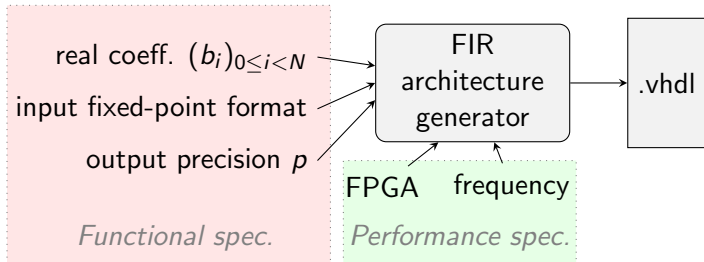 real coeff. (b_i)_{0≤i<N}
input fixed-point format
output precision p
Functional spec.
FIR
architecture
generator
.vhdl
FPGA frequency
Performance spec.